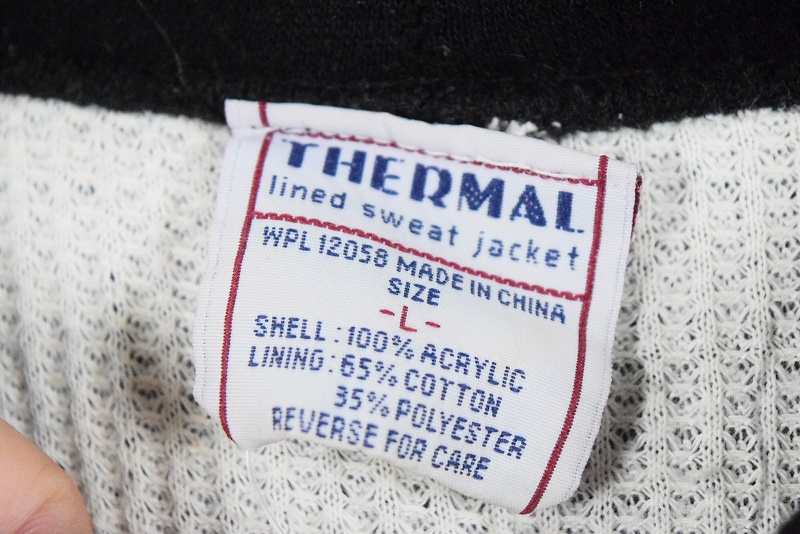 THERMAL
lined sweat jacket
WPL 12058 MADE IN CHINA
SIZE
-L-
SHELL: 100% ACRYLIC
LINING: 65% COTTON
35% POLYESTER
REVERSE FOR CARE